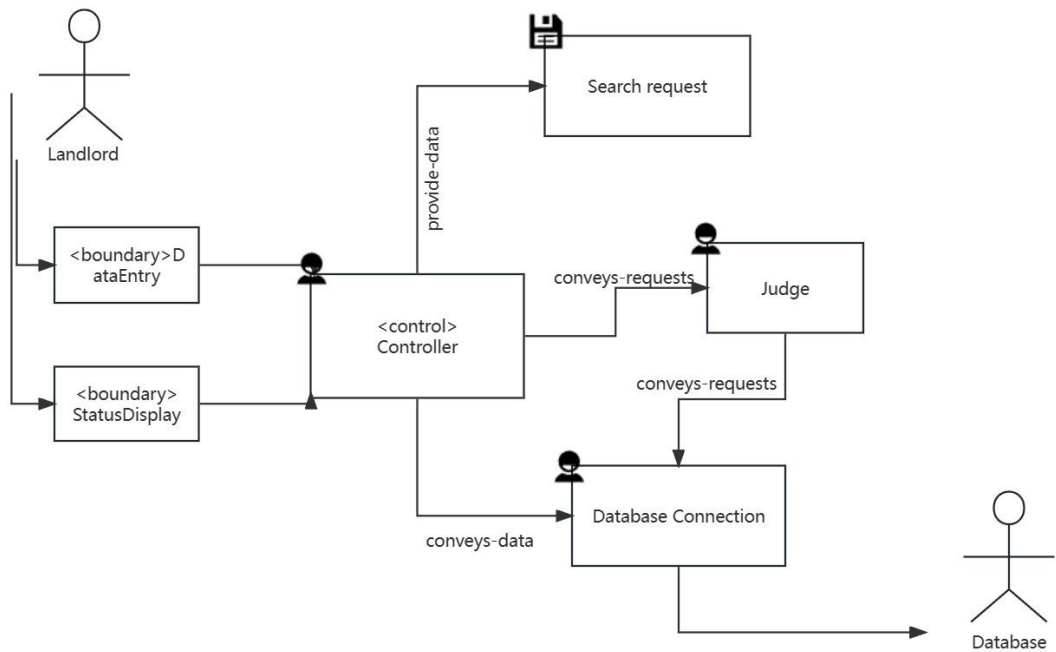 Search request
provide-data
Landlord
<boundary>D
ataEntry
conveys-requests
Judge
<control>
Controller
<boundary>
StatusDisplay
conveys-requests
Database Connection
conveys-data
Database